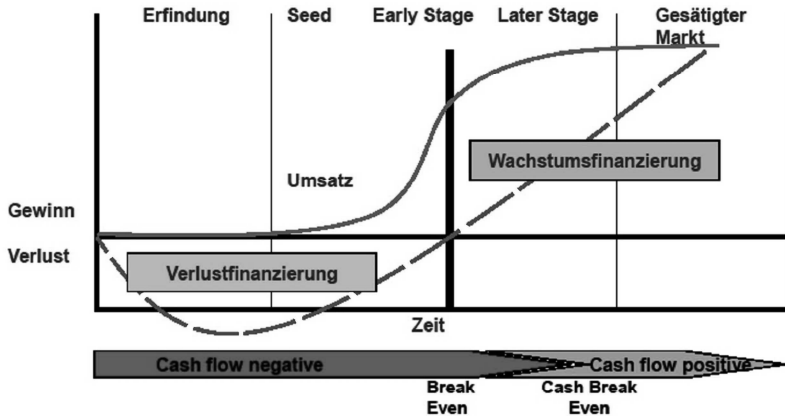 Erfindung
Seed
Early Stage
Later Stage
Gesätigter
Markt
Wachstumsfinanzierung
Umsatz
Gewinn
Verlust
Verlustfinanzierung
Zeit
Cash flow negative
Cash flow positive
Break
Even
Cash Break
Even